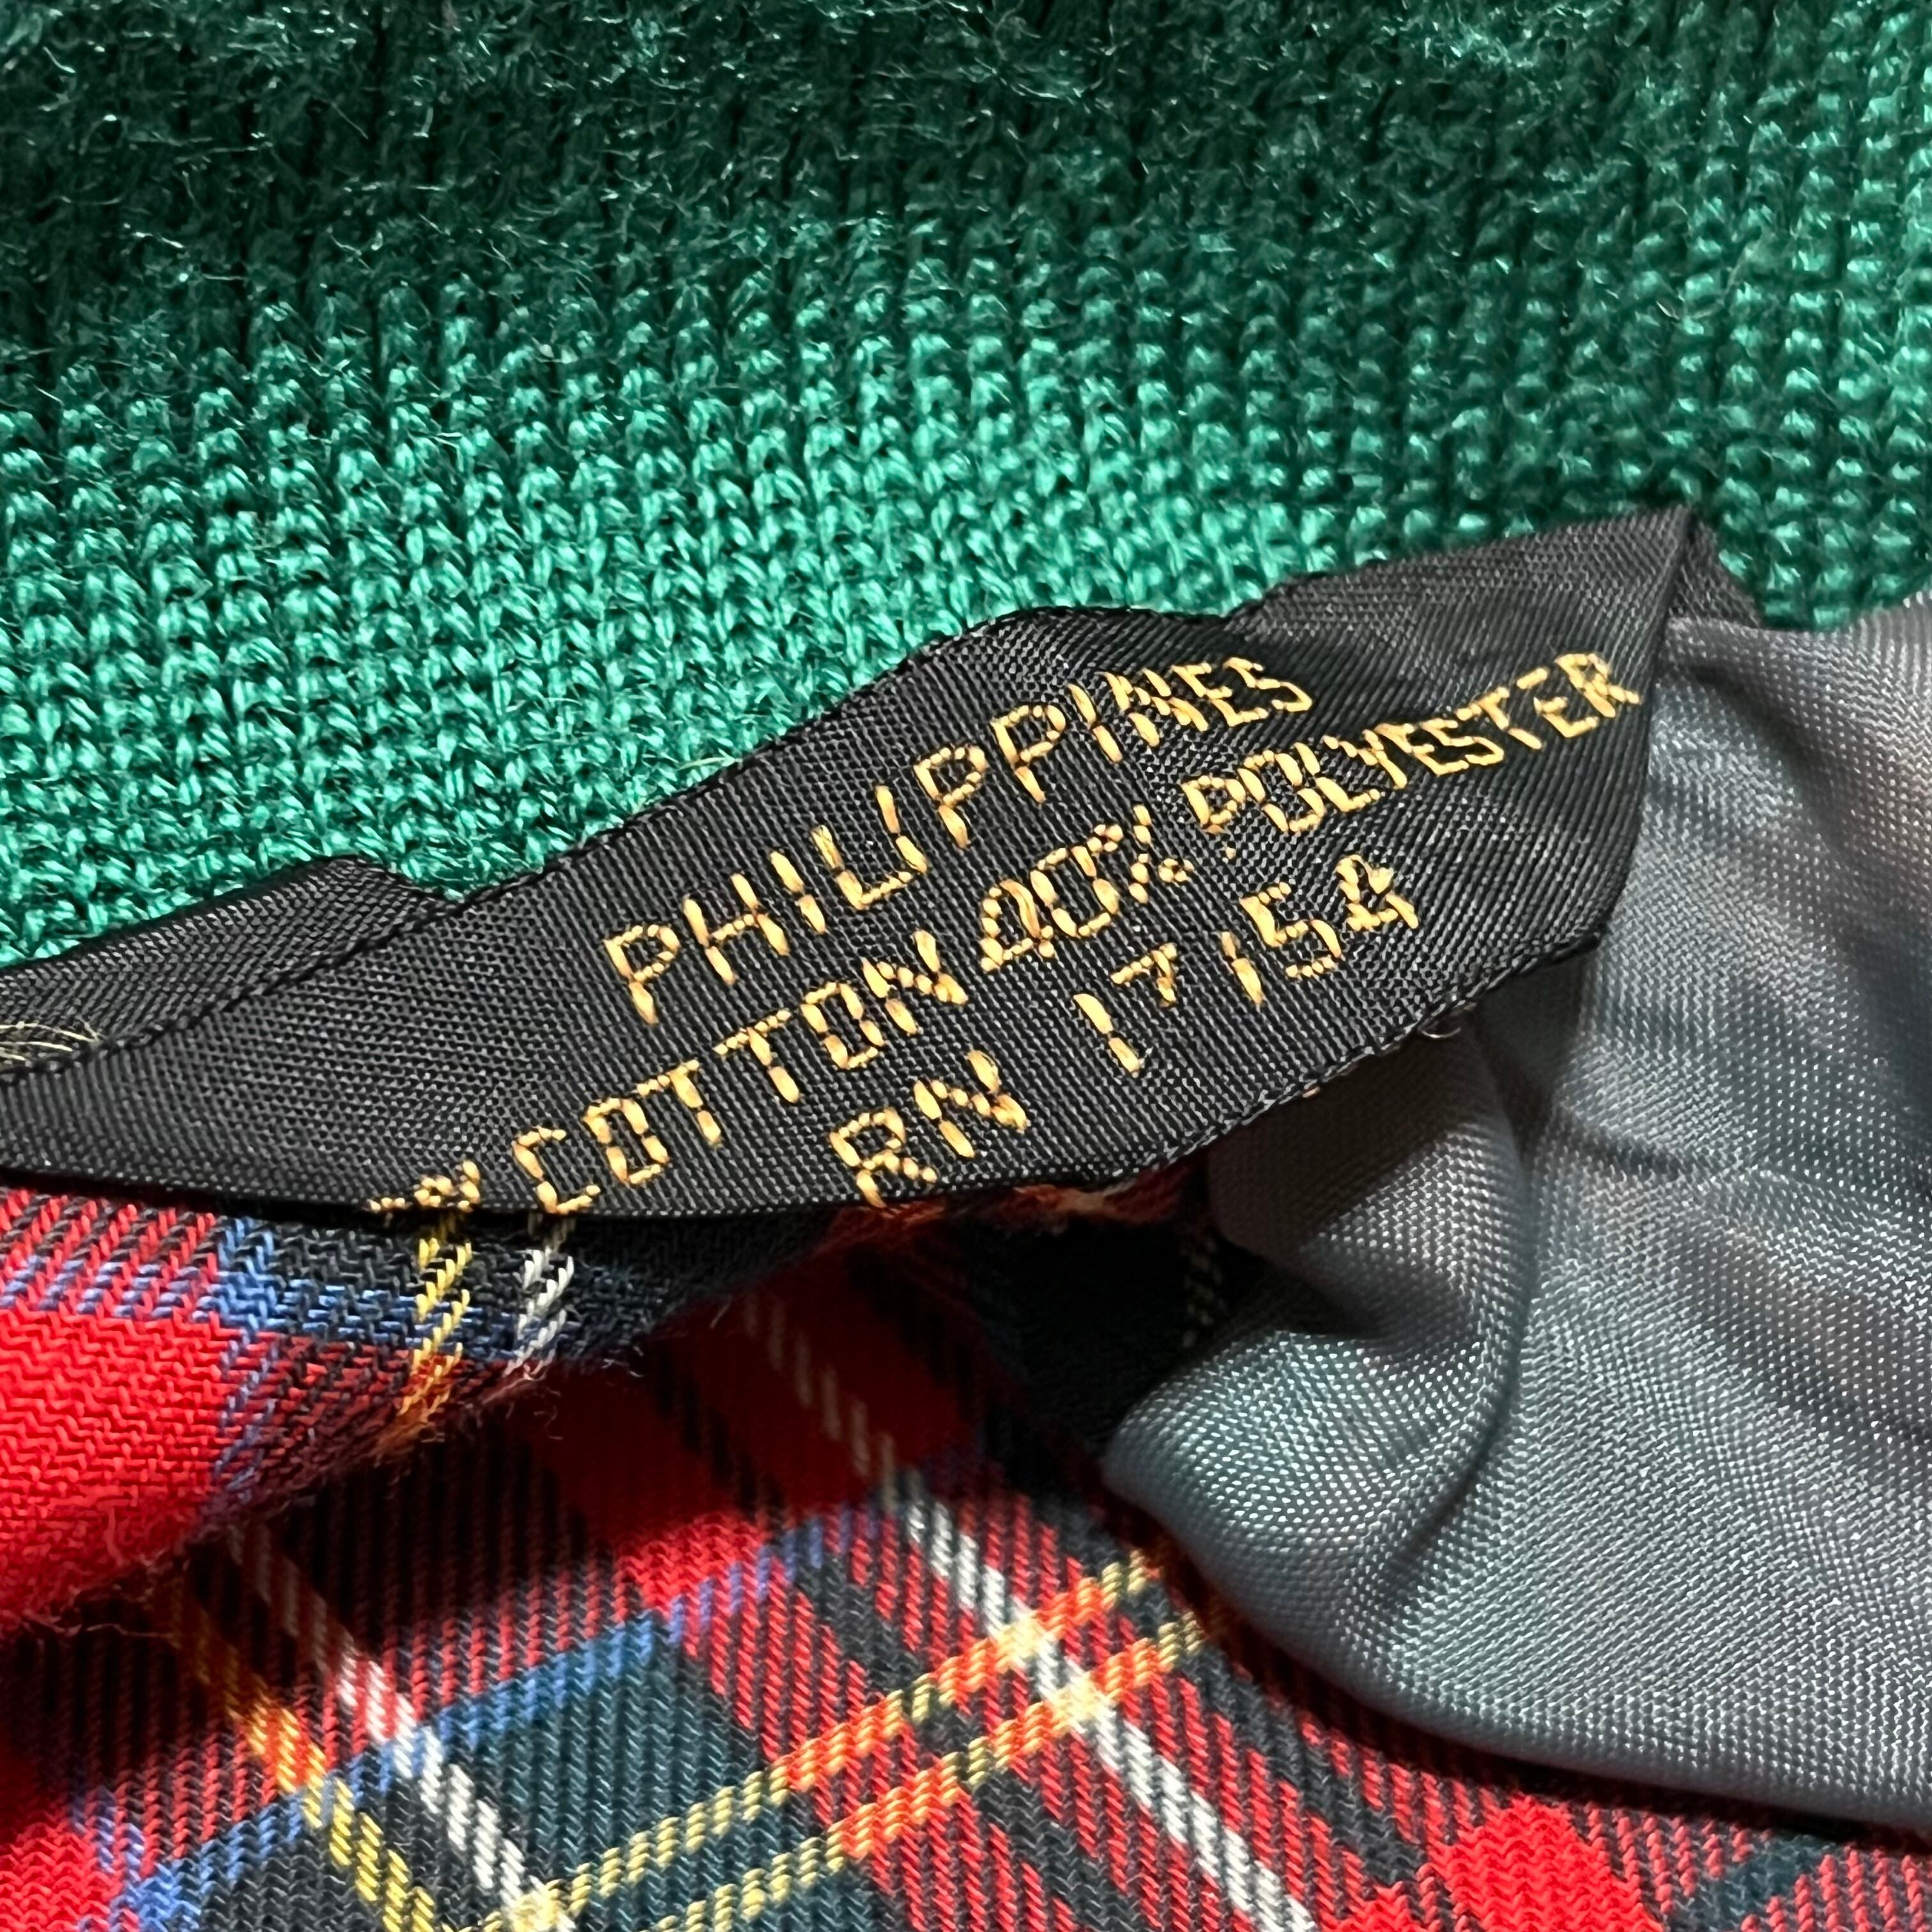 PHILIPPINES
% COTTON 40% POLYESTER
RN 17154